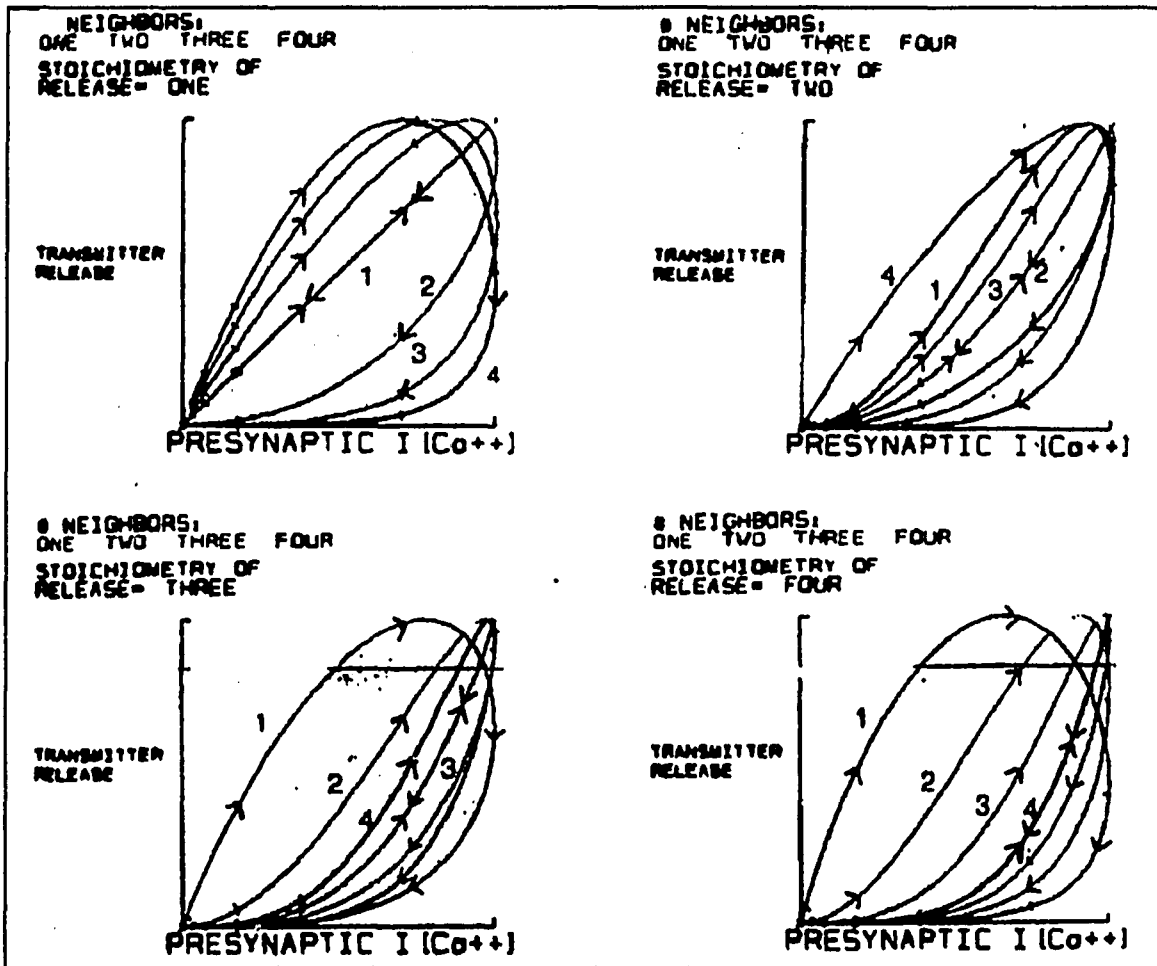 NEIGHBORS:
ONE TWO THREE FOUR
STOICHIOMETRY OF
RELEASE= ONE
TRANSMITTER
RELEASE
1
2
3
4
PRESYNAPTIC I [Ca++]
# NEIGHBORS:
ONE TWO THREE FOUR
STOICHIOMETRY OF
RELEASE= TWO
TRANSMITTER
RELEASE
4
1
3
2
PRESYNAPTIC I [Ca++]
# NEIGHBORS:
ONE TWO THREE FOUR
STOICHIOMETRY OF
RELEASE= THREE
1
TRANSMITTER
RELEASE
2
3
4
PRESYNAPTIC I [Ca++]
# NEIGHBORS:
ONE TWO THREE FOUR
STOICHIOMETRY OF
RELEASE= FOUR
1
TRANSMITTER
RELEASE
2
3
4
PRESYNAPTIC I [Ca++]